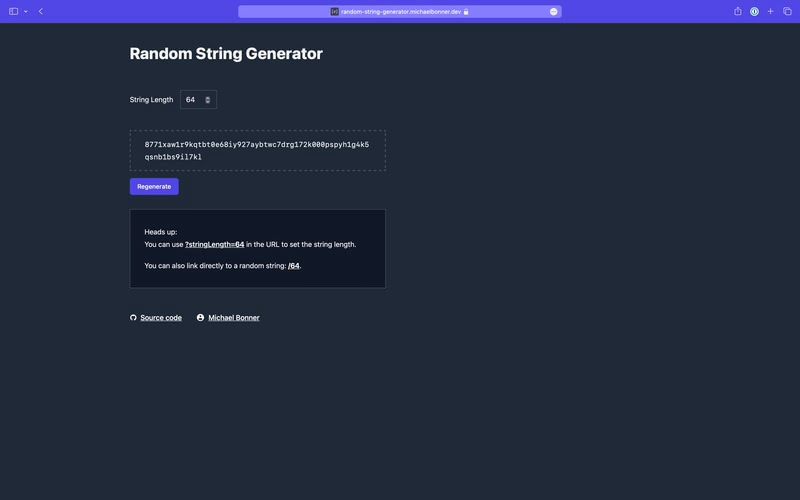 random-string-generator.michaelbonner.dev
Random String Generator
String Length 64
8771xaw1r9kqtbt0e68iy927aybtwc7drg172k000pspyh1g4k5
qsnb1bs9il7kl
Regenerate
Heads up:
You can use ?stringLength=64 in the URL to set the string length.
You can also link directly to a random string: /64.
Source code Michael Bonner